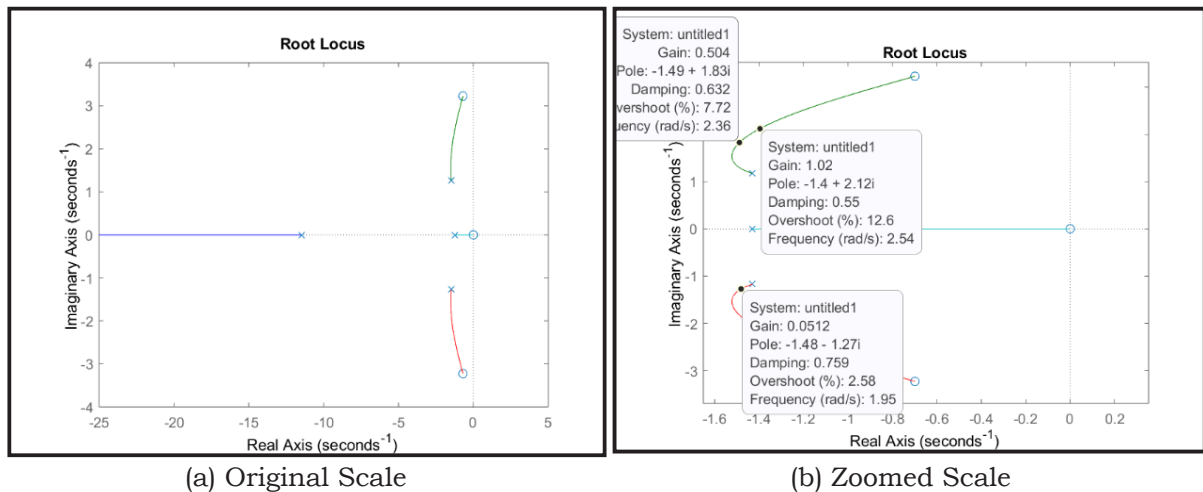 Root Locus
4
3
2
1
0
-1
-2
-3
-4
-25
-20
-15
-10
-5
0
5
Imaginary Axis (seconds-1)
Real Axis (seconds-1)
(a) Original Scale
Root Locus
System: untitled1
Gain: 0.504
Pole: -1.49 + 1.83i
Damping: 0.632
vershoot (%): 7.72
uency (rad/s): 2.36
System: untitled1
Gain: 1.02
Pole: -1.4 + 2.12i
Damping: 0.55
Overshoot (%): 12.6
Frequency (rad/s): 2.54
System: untitled1
Gain: 0.0512
Pole: -1.48 - 1.27i
Damping: 0.759
Overshoot (%): 2.58
Frequency (rad/s): 1.95
1
0
-1
-2
-3
-1.6
-1.4
-1.2
-1
-0.8
-0.6
-0.4
-0.2
0
0.2
Imaginary Axis (seconds-1)
Real Axis (seconds-1)
(b) Zoomed Scale